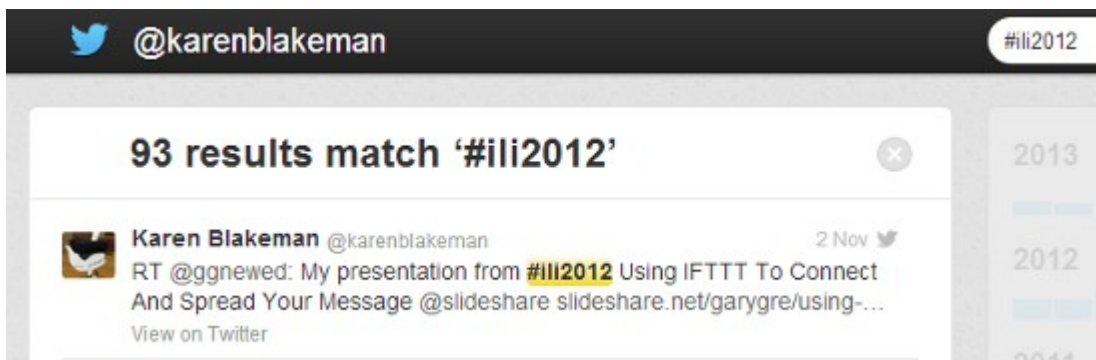 @karenblakeman
#ili2012
93 results match ‘#ili2012’
2013
Karen Blakeman @karenblakeman
2 Nov
RT @ggnewed: My presentation from #ili2012 Using IFTTT To Connect
And Spread Your Message @slideshare slideshare.net/garygre/using-...
View on Twitter
2012
2011